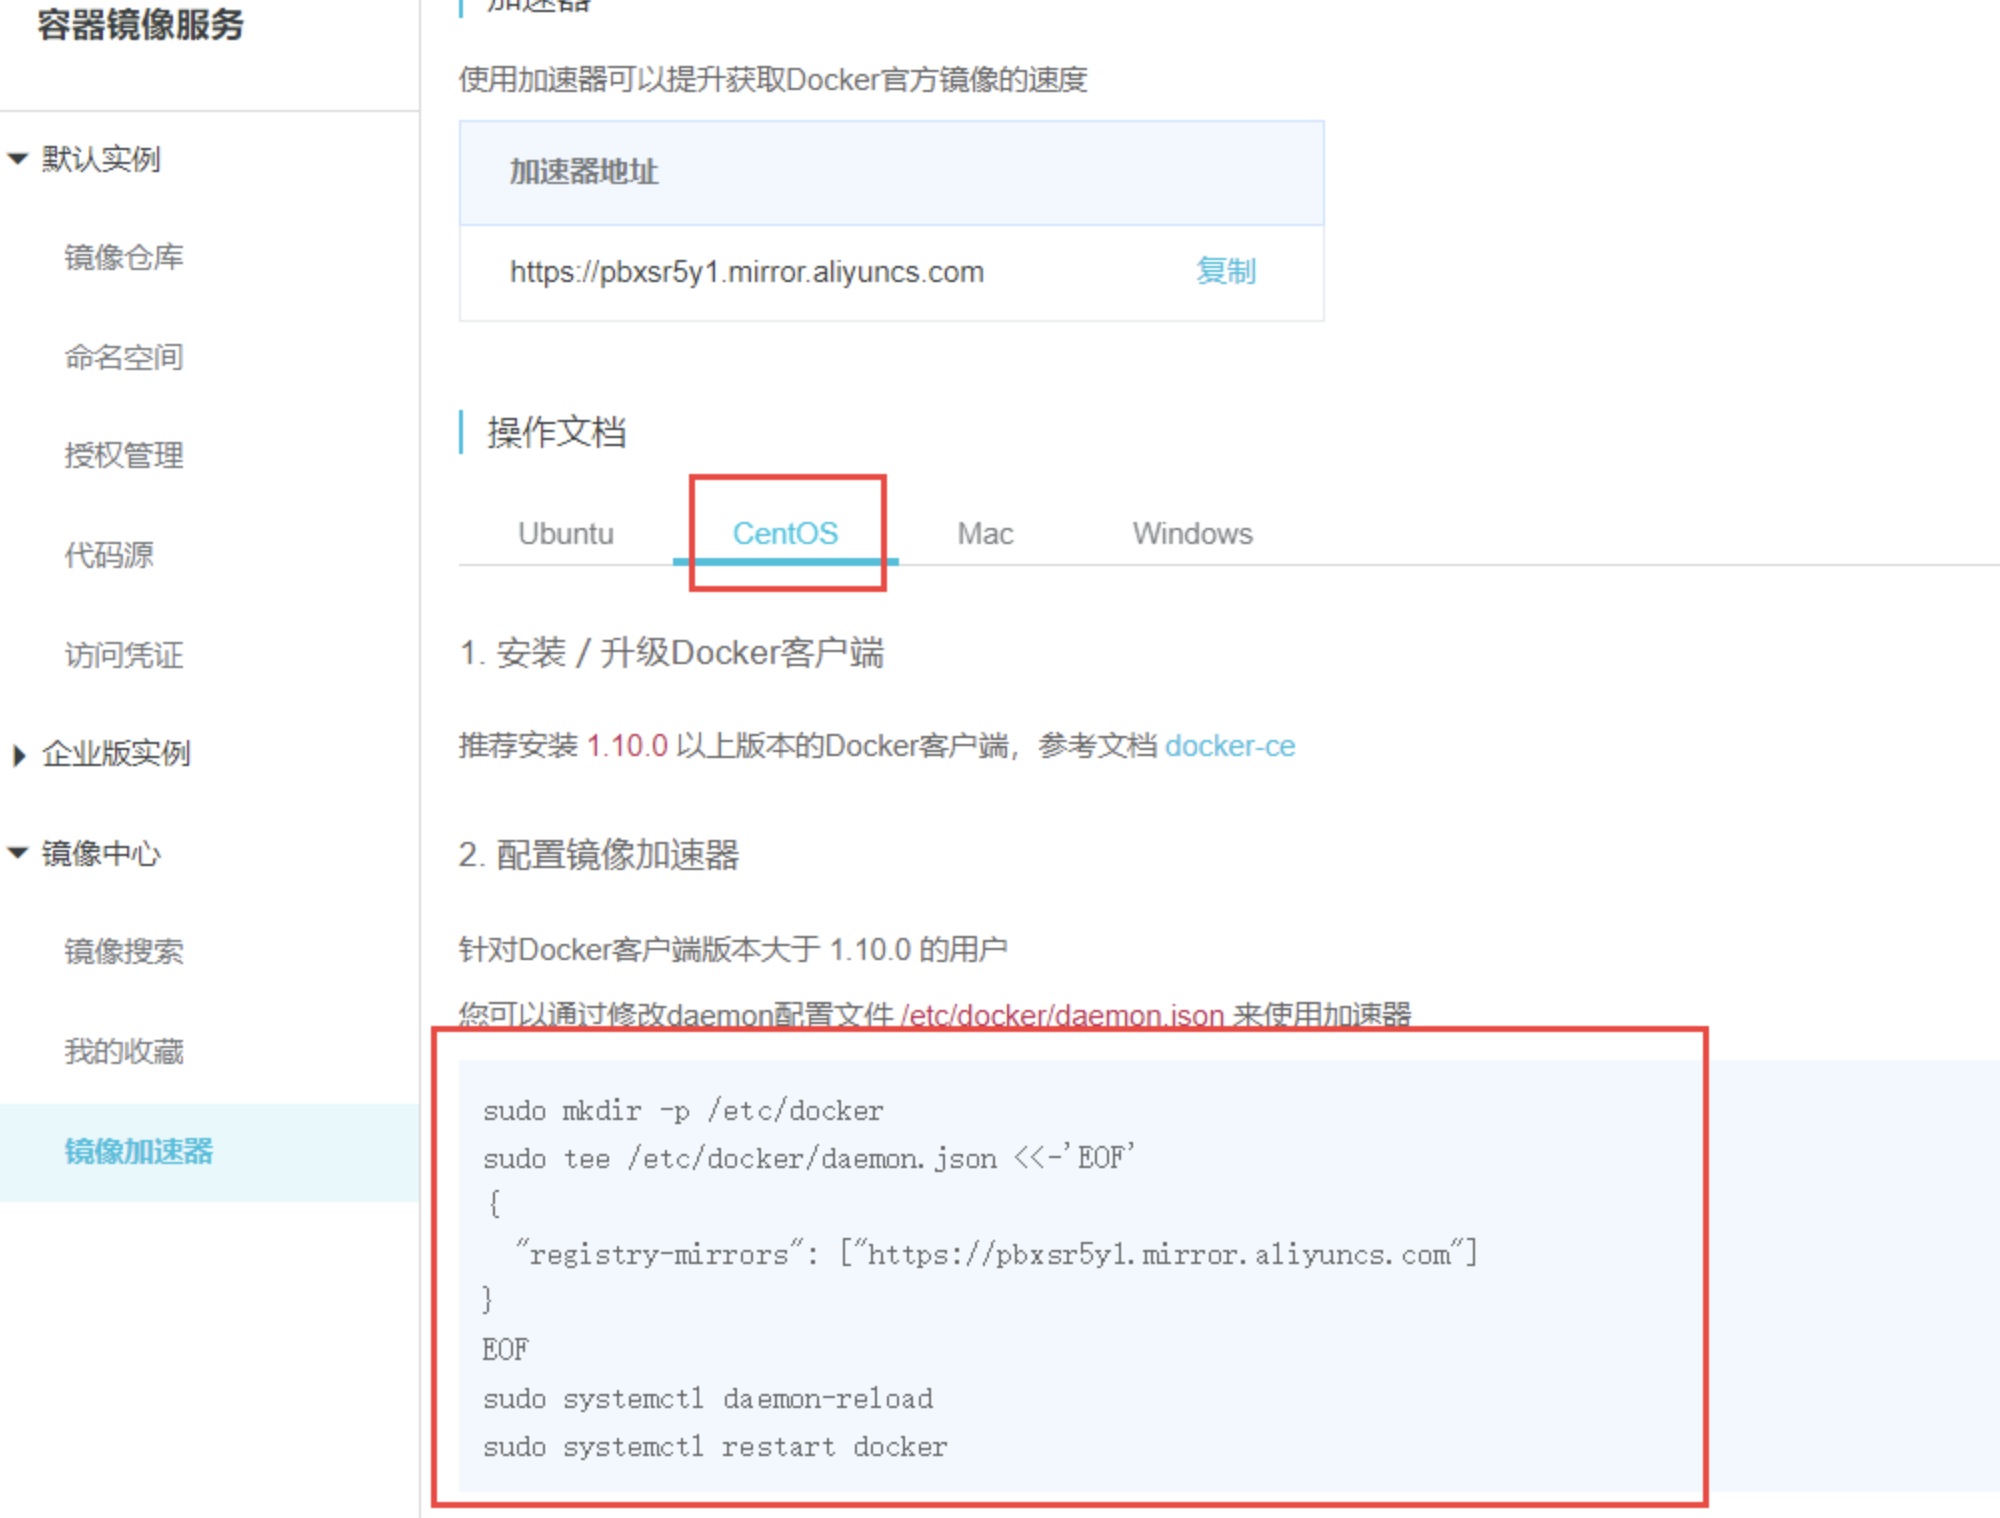 容器镜像服务
默认实例
镜像仓库
命名空间
授权管理
代码源
访问凭证
企业版实例
镜像中心
镜像搜索
我的收藏
镜像加速器
加速器
使用加速器可以提升获取Docker官方镜像的速度
加速器地址
https://pbxsr5y1.mirror.aliyuncs.com 复制
操作文档
Ubuntu CentOS Mac Windows
1. 安装 / 升级Docker客户端
推荐安装 1.10.0 以上版本的Docker客户端，参考文档 docker-ce
2. 配置镜像加速器
针对Docker客户端版本大于 1.10.0 的用户
您可以通过修改daemon配置文件 /etc/docker/daemon.json 来使用加速器
sudo mkdir -p /etc/docker
sudo tee /etc/docker/daemon.json <<-'EOF'
{
  "registry-mirrors": ["https://pbxsr5y1.mirror.aliyuncs.com"]
}
EOF
sudo systemctl daemon-reload
sudo systemctl restart docker